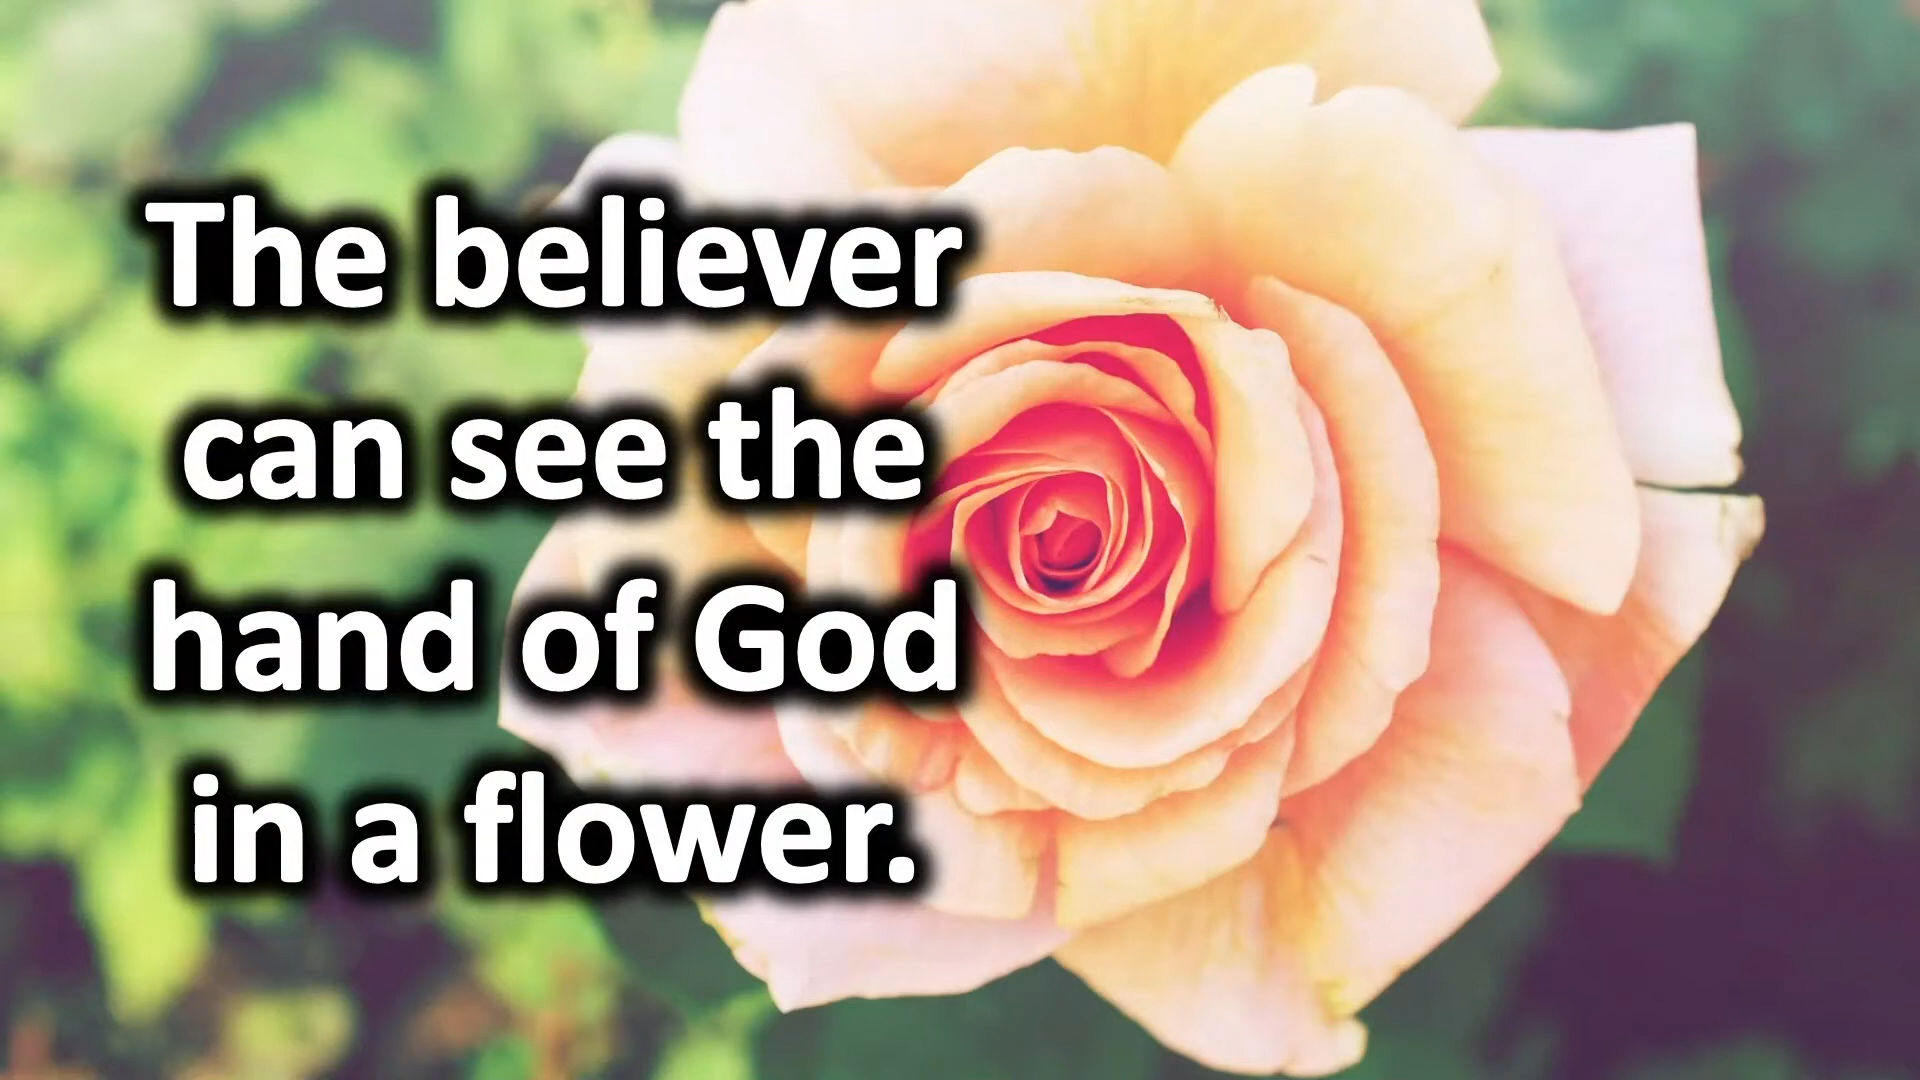 The believer
can see the
hand of God
in a flower.